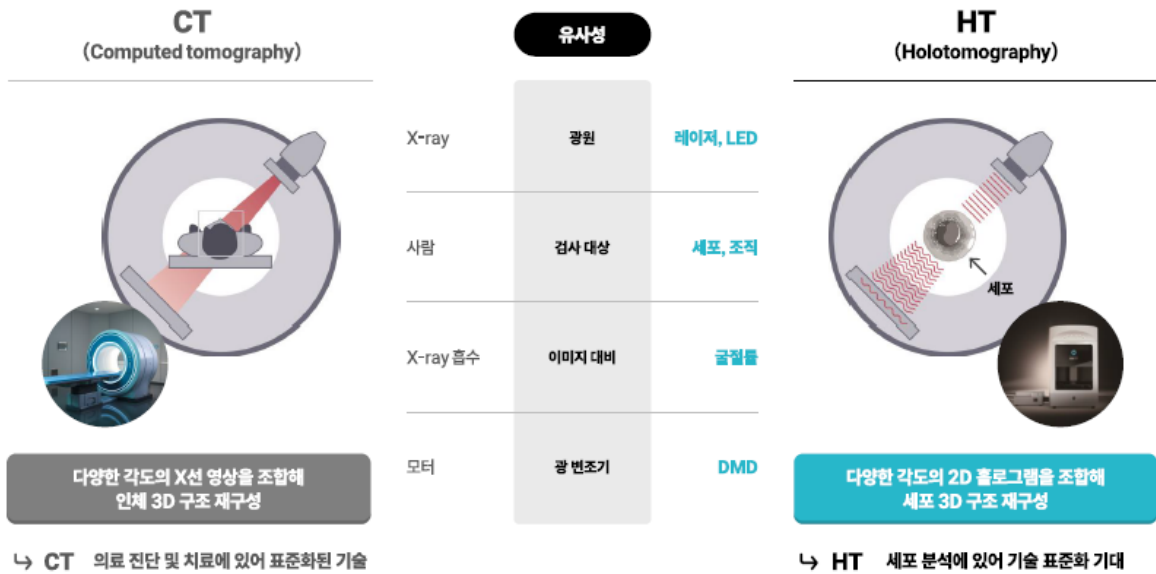 CT
(Computed tomography)
유사성
HT
(Holotomography)
X-ray
광원
레이저, LED
사람
검사 대상
세포, 조직
세포
X-ray 흡수
이미지 대비
굴절률
모터
광 변조기
DMD
다양한 각도의 X선 영상을 조합해
인체 3D 구조 재구성
다양한 각도의 2D 홀로그램을 조합해
세포 3D 구조 재구성
↳ CT 의료 진단 및 치료에 있어 표준화된 기술
↳ HT 세포 분석에 있어 기술 표준화 기대